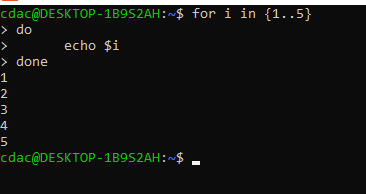 cdac@DESKTOP-1B9S2AH:~$ for i in {1..5}
> do
>       echo $i
> done
1
2
3
4
5
cdac@DESKTOP-1B9S2AH:~$